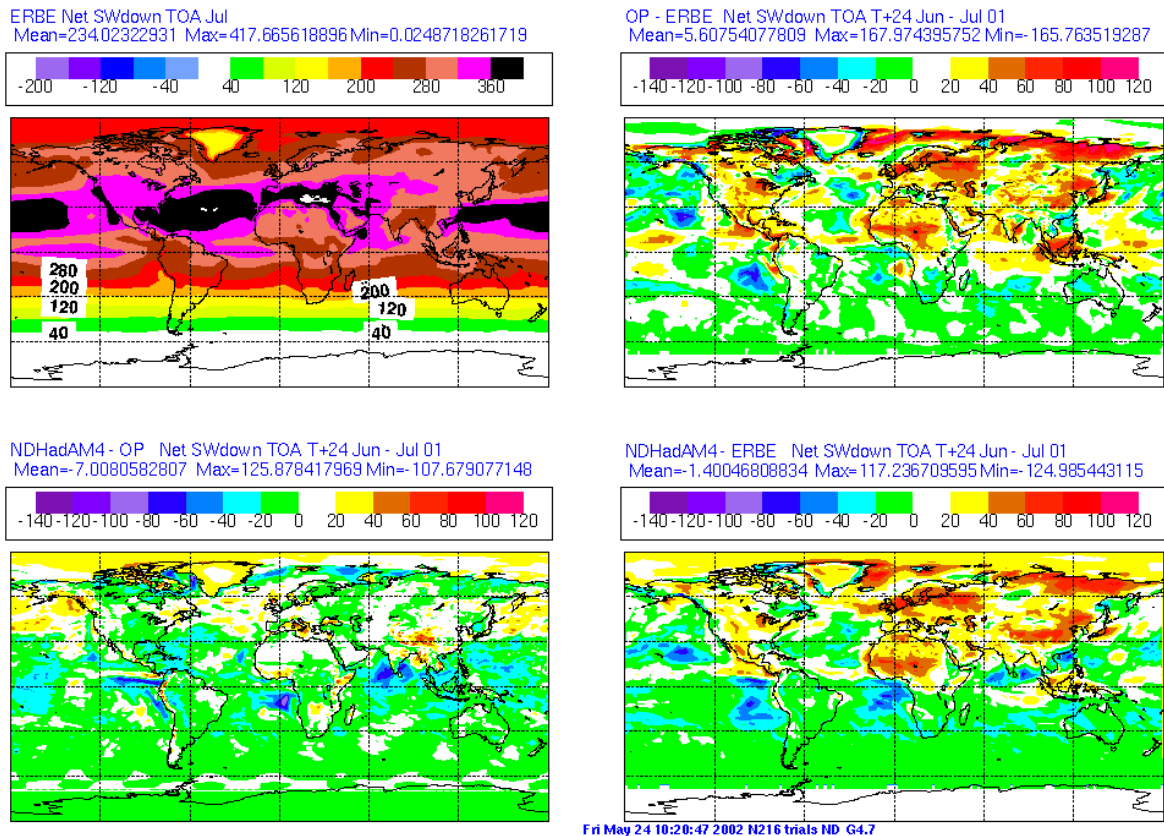 ERBE Net SWdown TOA Jul
Mean=234.02322931 Max=417.665618896 Min=0.0248718261719
-200 -120 -40 40 120 200 280 360
280
200
120
40
200
120
40
OP - ERBE Net SWdown TOA T+24 Jun - Jul 01
Mean=5.60754077809 Max=167.974395752 Min=-165.763519287
-140 -120 -100 -80 -60 -40 -20 0 20 40 60 80 100 120
NDHadAM4 - OP Net SWdown TOA T+24 Jun - Jul 01
Mean=-7.0080582807 Max=125.878417969 Min=-107.679077148
-140 -120 -100 -80 -60 -40 -20 0 20 40 60 80 100 120
NDHadAM4 - ERBE Net SWdown TOA T+24 Jun - Jul 01
Mean=-1.40046808834 Max=117.236709595 Min=-124.985443115
-140 -120 -100 -80 -60 -40 -20 0 20 40 60 80 100 120
Fri May 24 10:20:47 2002 N216 trials ND G4.7